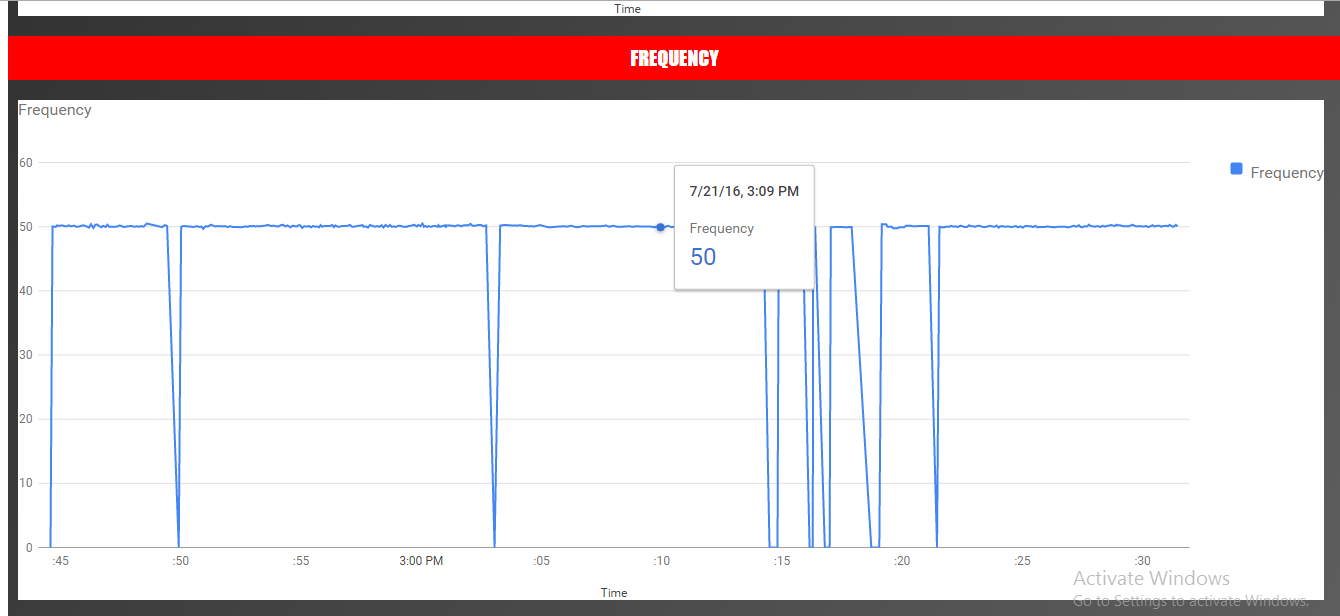 Time
FREQUENCY
Frequency
60
7/21/16, 3:09 PM
Frequency
Frequency
50
50
40
30
20
10
0
:45 :50 :55 3:00 PM :05 :10 :15 :20 :25 :30
Time
Activate Windows
Go to Settings to activate Windows.